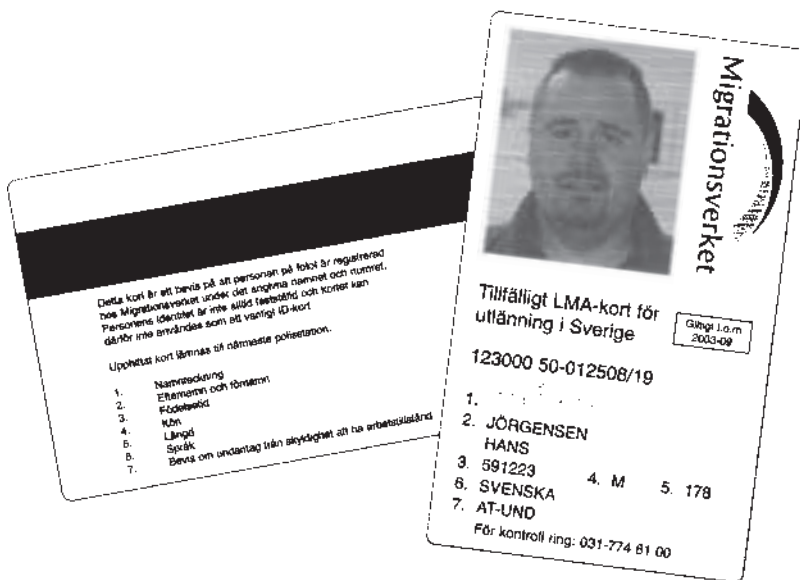 Detta kort är ett bevis på att personen på fotot är registrerad
hos Migrationsverket under det angivna namnet och numret.
Personens identitet är inte alltid fastställd och kortet kan
därför inte användas som ett vanligt ID-kort
Upphittat kort lämnas till närmaste polisstation.
1. Namnteckning
2. Efternamn och förnamn
3. Födelsetid
4. Kön
5. Längd
6. Språk
7. Bevis om undantag från skyldighet att ha arbetstillstånd
Migrationsverket
Tillfälligt LMA-kort för
utlänning i Sverige
Giltigt t.o.m
2003-09
123000 50-012508/19
1.
2. JÖRGENSEN
HANS
3. 591223 4. M 5. 178
6. SVENSKA
7. AT-UND
För kontroll ring: 031-774 61 00